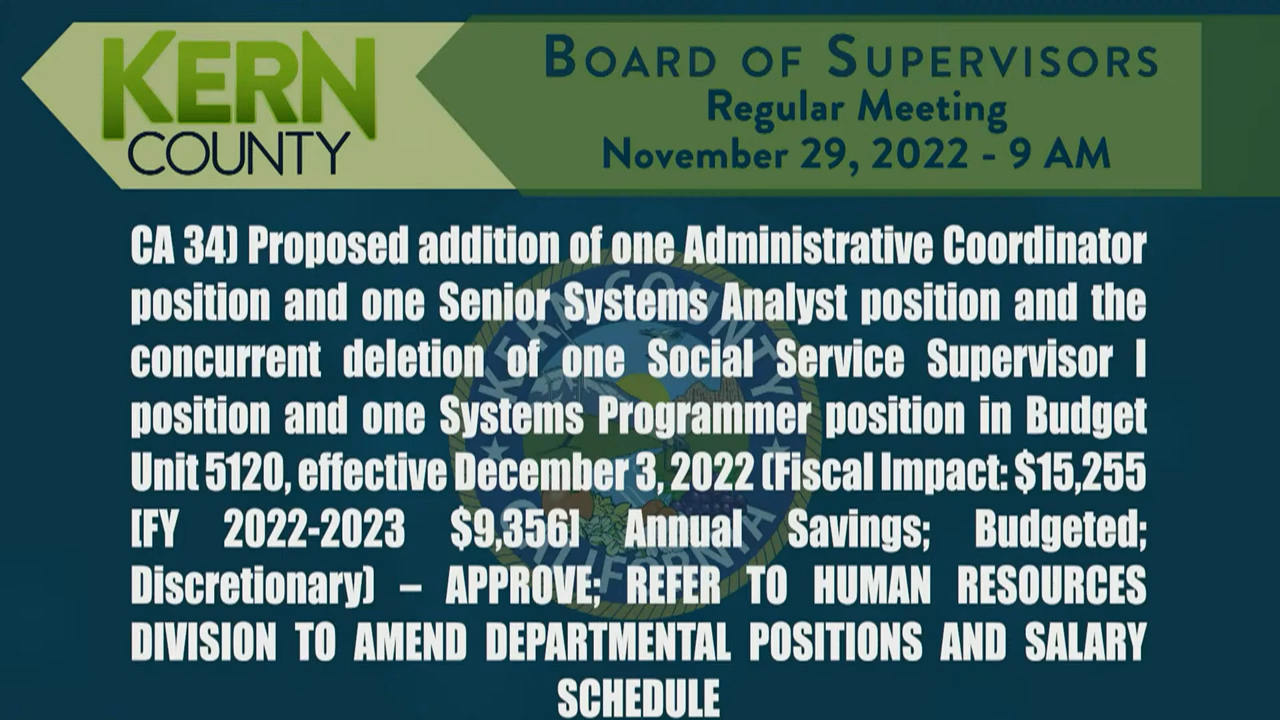 KERN
COUNTY
BOARD OF SUPERVISORS
Regular Meeting
November 29, 2022 - 9 AM
CA 34) Proposed addition of one Administrative Coordinator
position and one Senior Systems Analyst position and the
concurrent deletion of one Social Service Supervisor I
position and one Systems Programmer position in Budget
Unit 5120, effective December 3, 2022 (Fiscal Impact: $15,255
[FY 2022-2023 $9,356] Annual Savings; Budgeted;
Discretionary) – APPROVE; REFER TO HUMAN RESOURCES
DIVISION TO AMEND DEPARTMENTAL POSITIONS AND SALARY
SCHEDULE
KERN COUNTY
CALIFORNIA